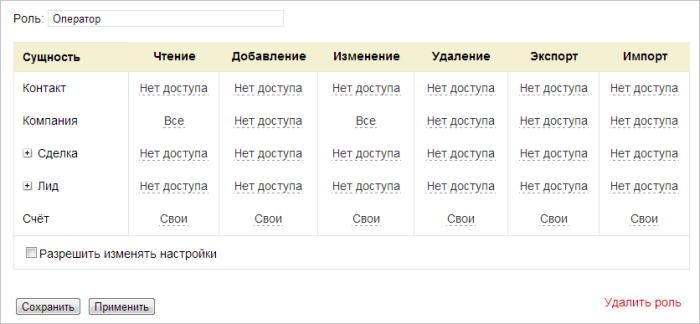 Роль: Оператор
Сущность Чтение Добавление Изменение Удаление Экспорт Импорт
Контакт Нет доступа Нет доступа Нет доступа Нет доступа Нет доступа Нет доступа
Компания Все Нет доступа Все Нет доступа Нет доступа Нет доступа
Сделка Нет доступа Нет доступа Нет доступа Нет доступа Нет доступа Нет доступа
Лид Нет доступа Нет доступа Нет доступа Нет доступа Нет доступа Нет доступа
Счёт Свои Свои Свои Свои Свои Свои
Разрешить изменять настройки
Сохранить Применить Удалить роль